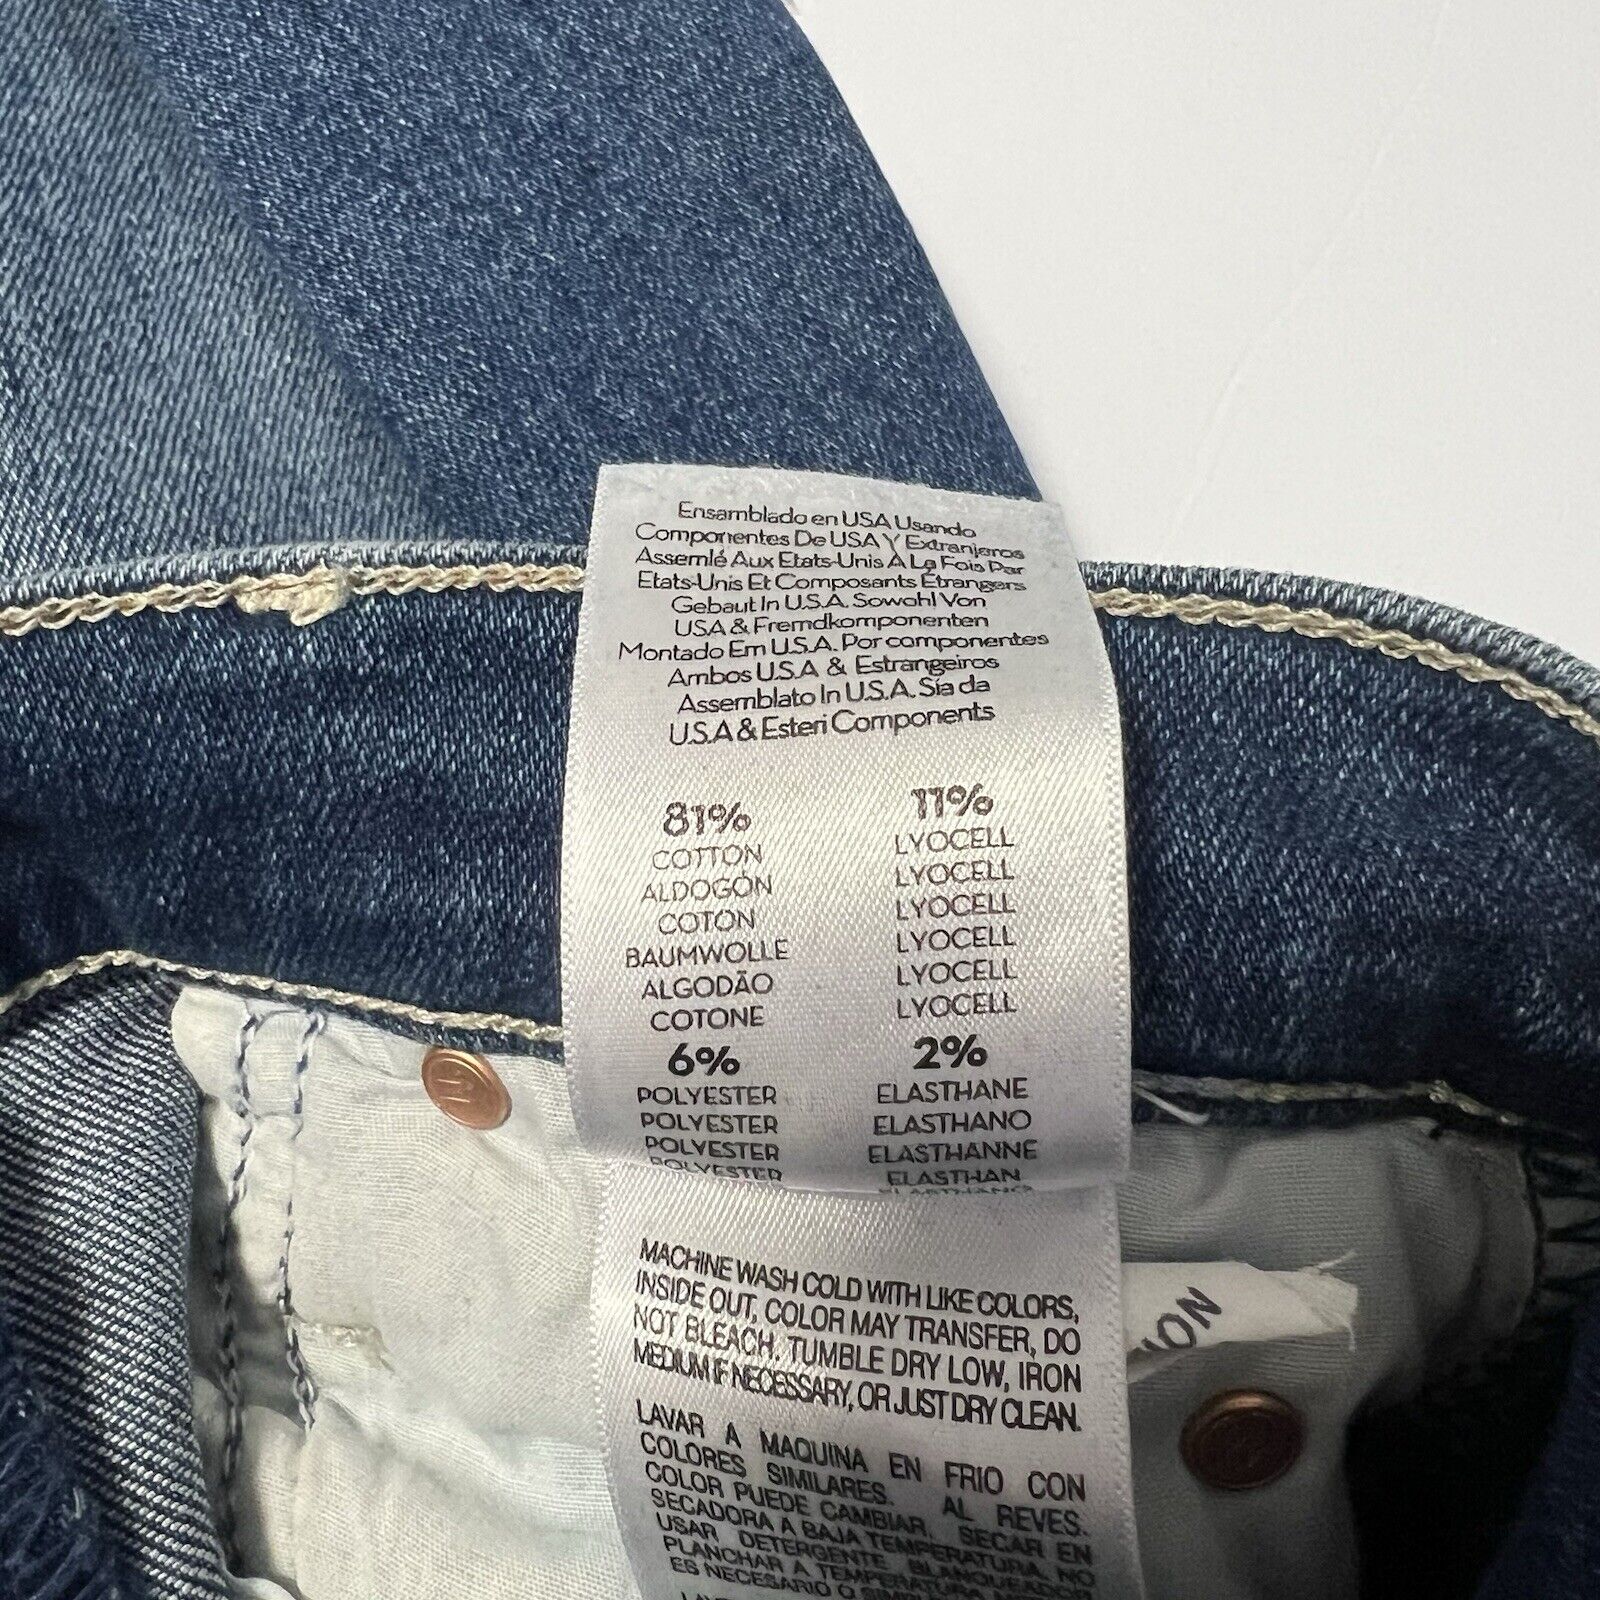 Ensamblado en USA Usando
Componentes De USA Y Extranjeros
Assemlé Aux Etats-Unis À La Fois Par
Etats-Unis Et Composants Étrangers
Gebaut In U.S.A. Sowohl Von
USA & Fremdkomponenten
Montado Em U.S.A. Por componentes
Ambos U.S.A & Estrangeiros
Assemblato In U.S.A. Sia da
U.S.A & Esteri Components
81%
COTTON
ALDOGÓN
COTON
BAUMWOLLE
ALGODÃO
COTONE
11%
LYOCELL
LYOCELL
LYOCELL
LYOCELL
LYOCELL
LYOCELL
6%
POLYESTER
POLYESTER
POLYESTER
POLYESTER
2%
ELASTHANE
ELASTHANO
ELASTHANNE
ELASTHAN
ELASTHANO
MACHINE WASH COLD WITH LIKE COLORS,
INSIDE OUT, COLOR MAY TRANSFER, DO
NOT BLEACH. TUMBLE DRY LOW, IRON
MEDIUM IF NECESSARY, OR JUST DRY CLEAN.
LAVAR A MAQUINA EN FRIO CON
COLORES SIMILARES. AL REVES.
COLOR PUEDE CAMBIAR. SECAR EN
SECADORA A BAJA TEMPERATURA. NO
USAR DETERGENTE BLANQUEADOR
PLANCHAR A TEMPERATURA
ES NECESARIO O